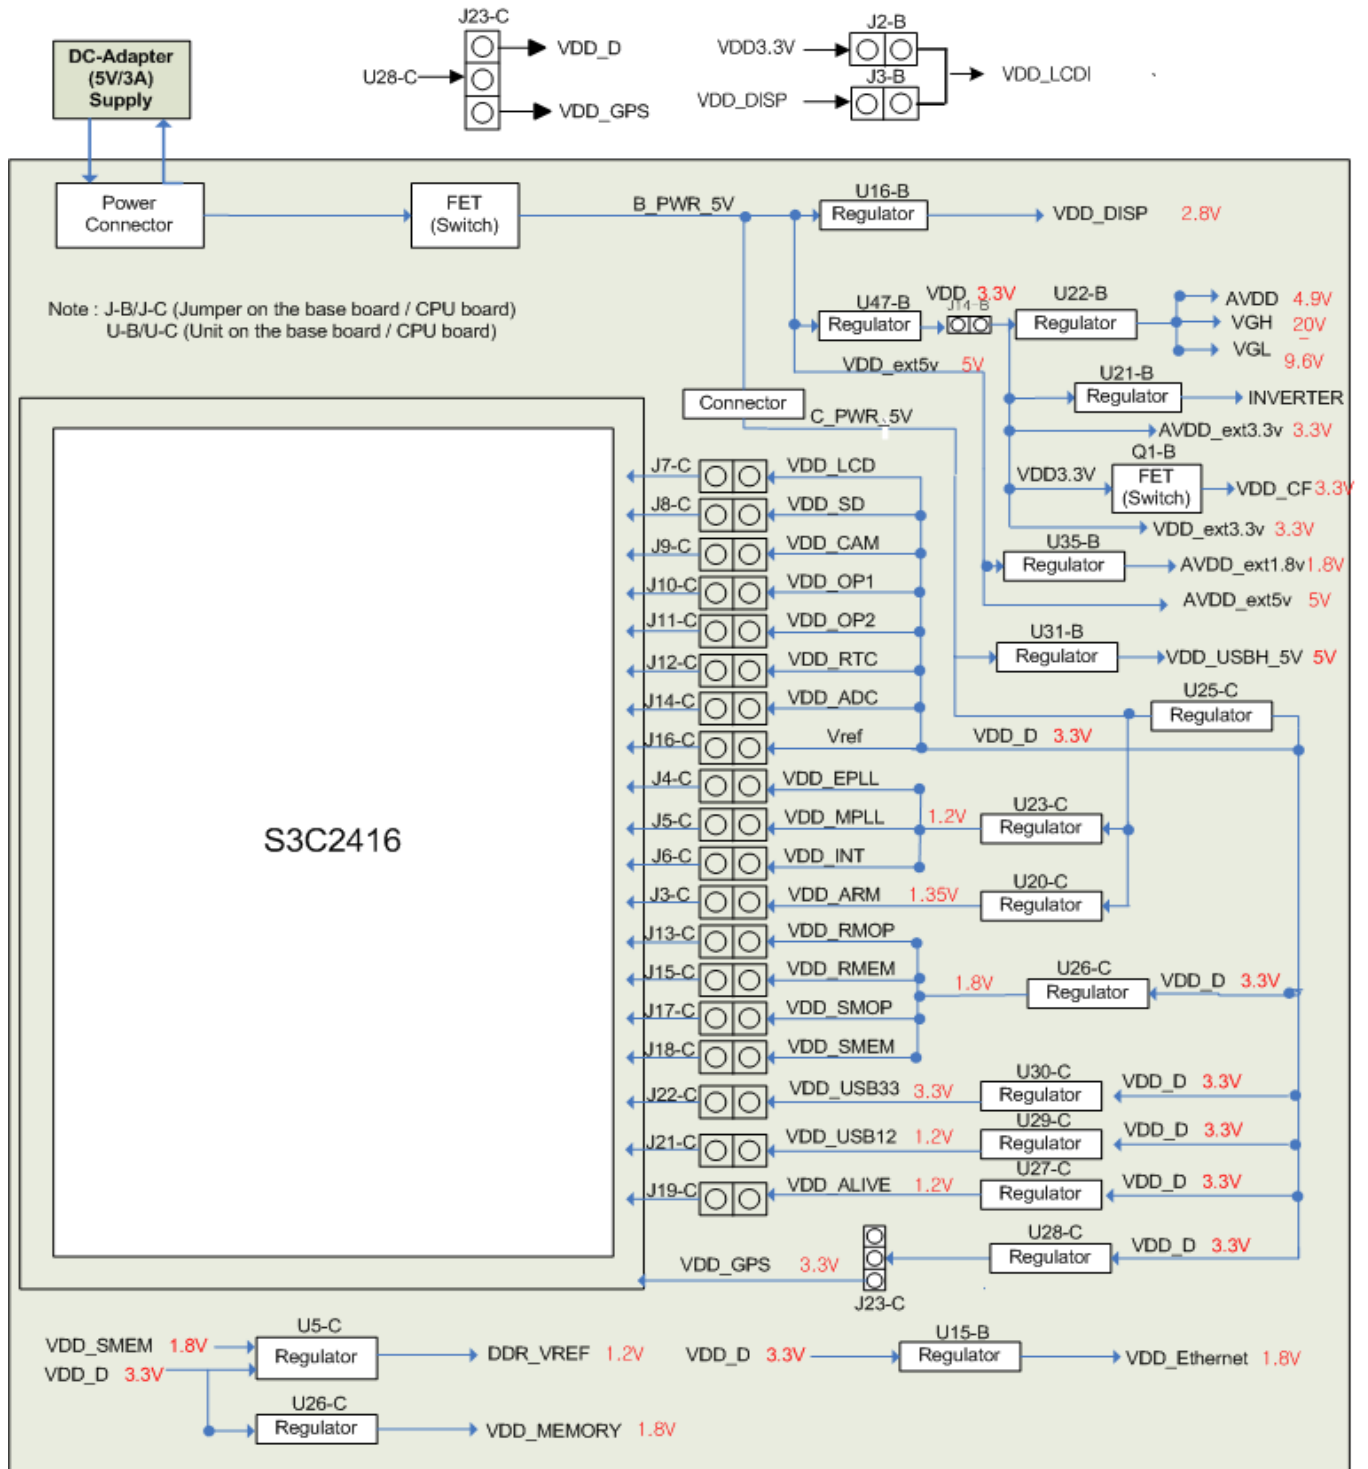 J23-C
VDD_D
U28-C
VDD_GPS
J2-B
VDD3.3V
J3-B
VDD_LCDI
VDD_DISP
DC-Adapter
(5V/3A)
Supply
Power
Connector
FET
(Switch)
B_PWR_5V
U16-B
Regulator
VDD_DISP 2.8V
Note : J-B/J-C (Jumper on the base board / CPU board)
U-B/U-C (Unit on the base board / CPU board)
U47-B
Regulator
VDD 3.3V
J14-B
U22-B
Regulator
AVDD 4.9V
VGH 20V
VGL 9.6V
VDD_ext5v 5V
U21-B
Regulator
INVERTER
Connector
C_PWR_5V
AVDD_ext3.3v 3.3V
Q1-B
VDD3.3V
FET
(Switch)
VDD_CF 3.3V
VDD_ext3.3v 3.3V
U35-B
Regulator
AVDD_ext1.8v 1.8V
AVDD_ext5v 5V
U31-B
Regulator
VDD_USBH_5V 5V
U25-C
Regulator
VDD_D 3.3V
S3C2416
J7-C VDD_LCD
J8-C VDD_SD
J9-C VDD_CAM
J10-C VDD_OP1
J11-C VDD_OP2
J12-C VDD_RTC
J14-C VDD_ADC
J16-C Vref
J4-C VDD_EPLL
U23-C
J5-C VDD_MPLL 1.2V Regulator
J6-C VDD_INT
U20-C
J3-C VDD_ARM 1.35V Regulator
J13-C VDD_RMOP
J15-C VDD_RMEM
U26-C
1.8V Regulator VDD_D 3.3V
J17-C VDD_SMOP
J18-C VDD_SMEM
U30-C
J22-C VDD_USB33 3.3V Regulator VDD_D 3.3V
U29-C
J21-C VDD_USB12 1.2V Regulator VDD_D 3.3V
U27-C
J19-C VDD_ALIVE 1.2V Regulator VDD_D 3.3V
U28-C
Regulator VDD_D 3.3V
VDD_GPS 3.3V
J23-C
U5-C
VDD_SMEM 1.8V
VDD_D 3.3V
Regulator
DDR_VREF 1.2V
U26-C
Regulator
VDD_MEMORY 1.8V
U15-B
VDD_D 3.3V
Regulator
VDD_Ethernet 1.8V